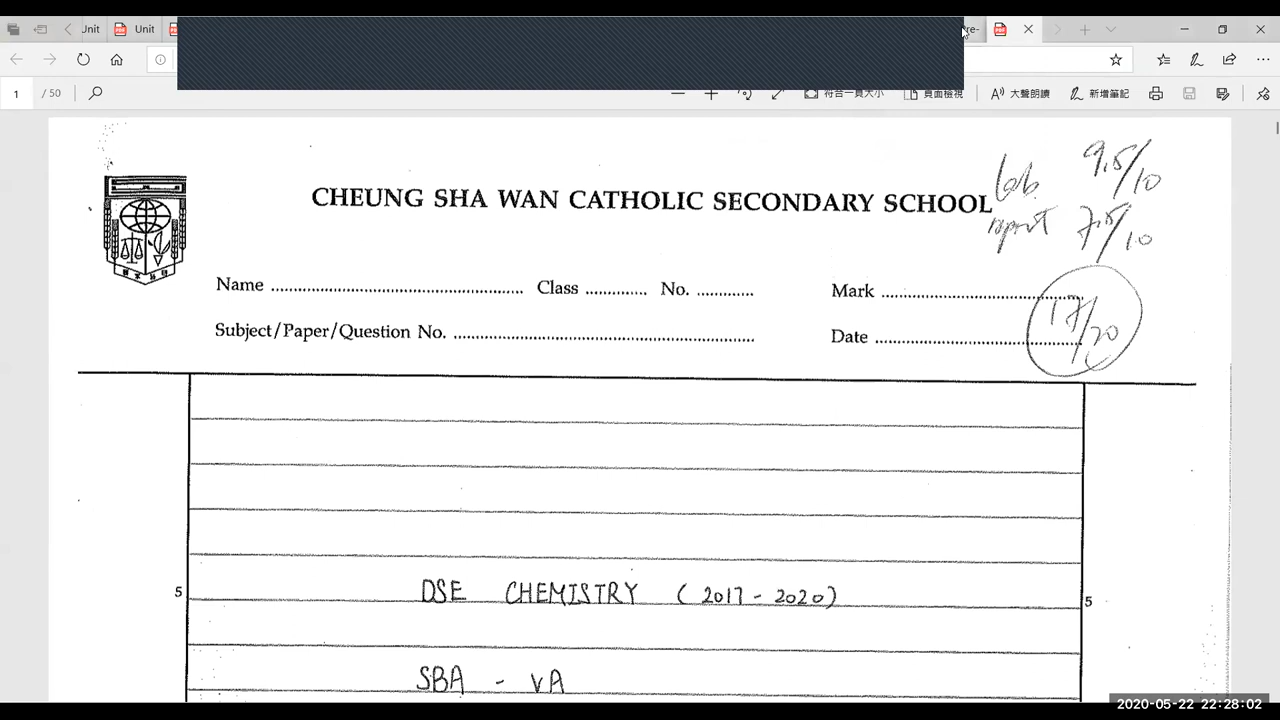 Unit
Unit
re-
1 / 50
符合一頁大小
頁面檢視
大聲朗讀
新增筆記
CHEUNG SHA WAN CATHOLIC SECONDARY SCHOOL
lab 9.5/10
report 7.5/10
Name ........ Class ........ No. ........ Mark ........
17/20
Subject/Paper/Question No. ........ Date ........
5 DSE CHEMISTRY (2017 - 2020) 5
SBA - VA
2020-05-22 22:28:02